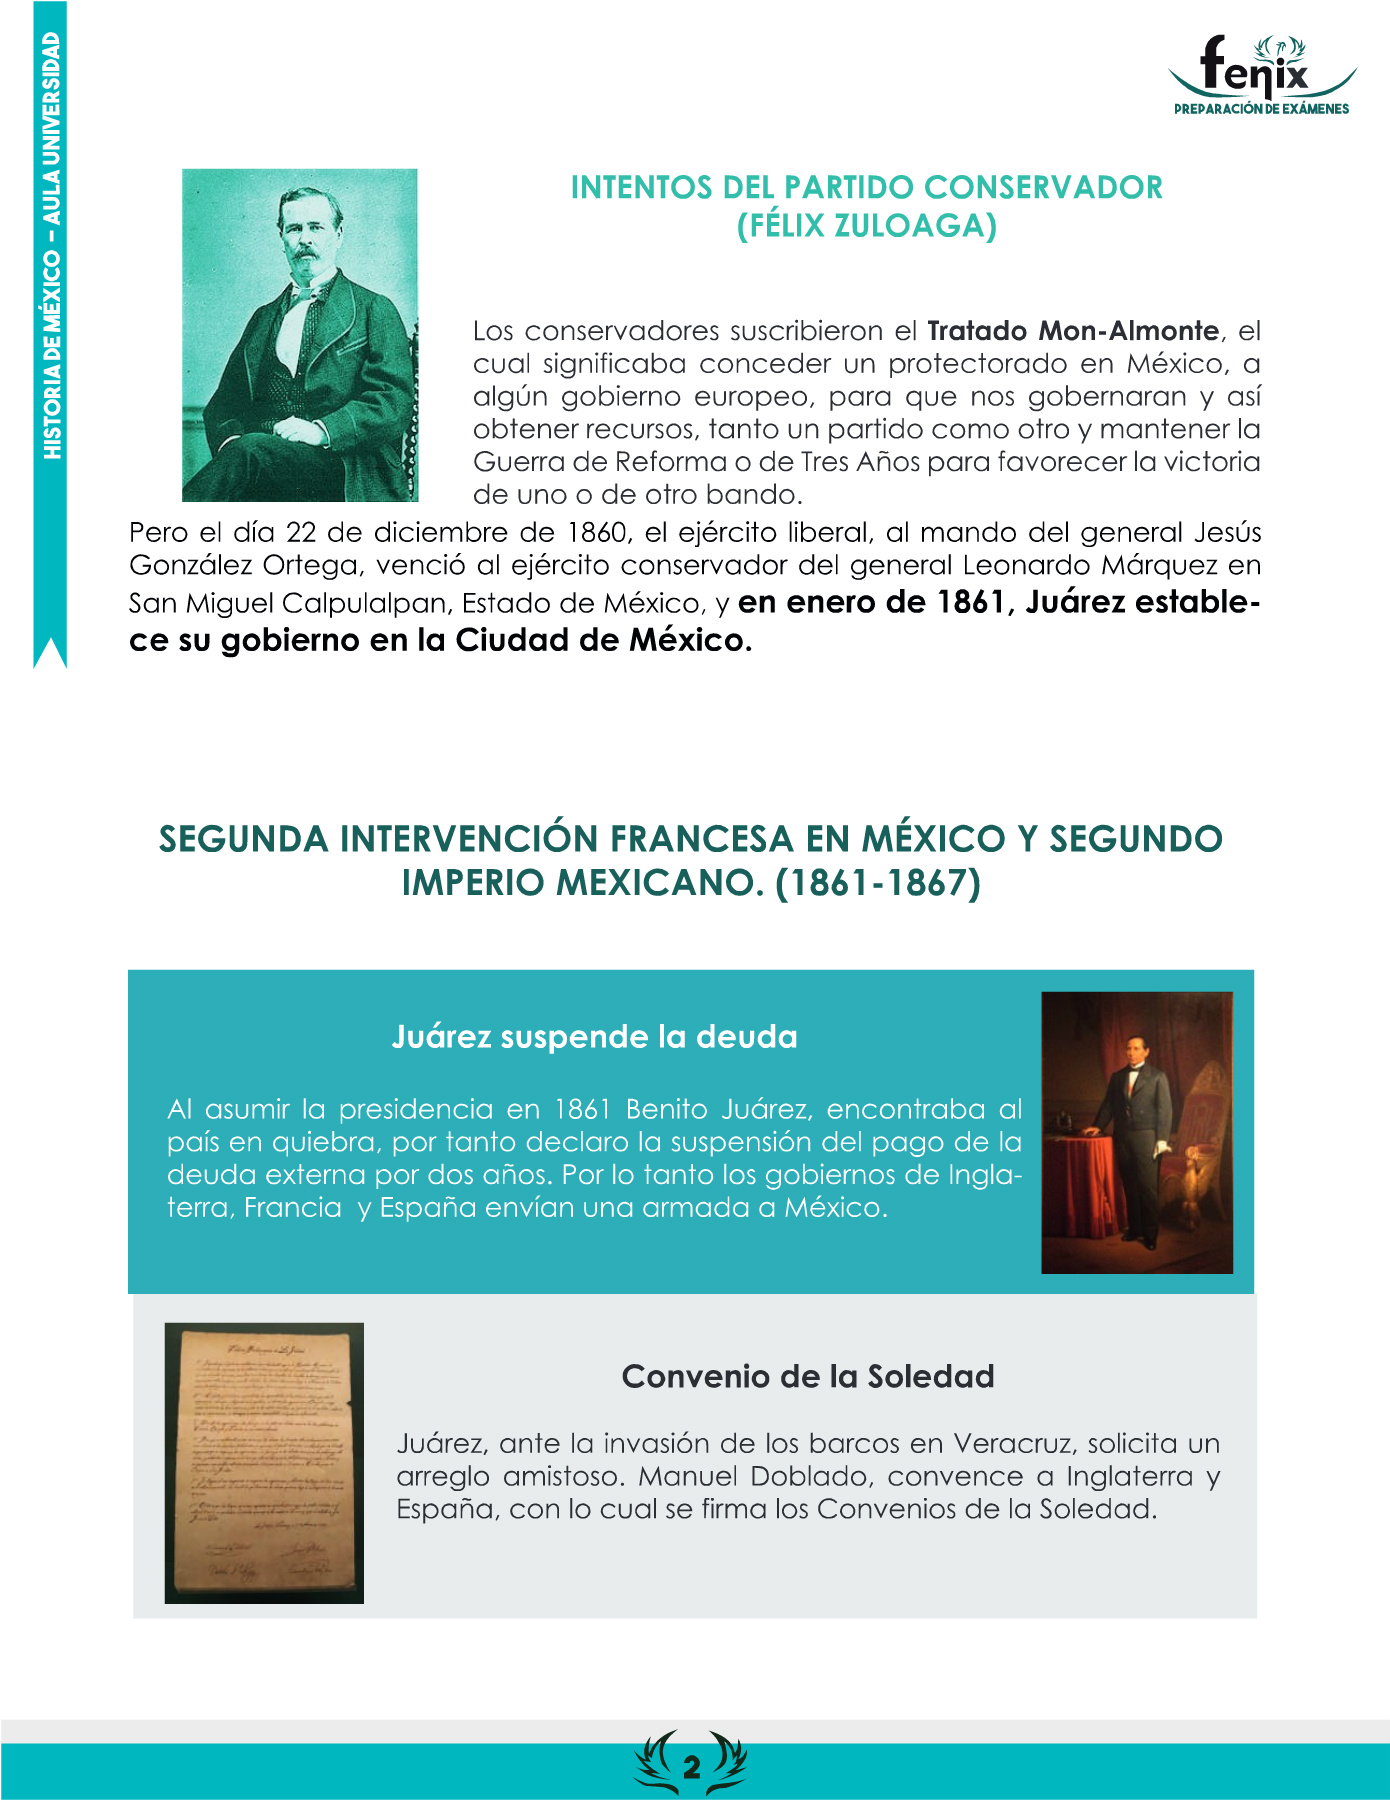 HISTORIA DE MÉXICO – AULA UNIVERSIDAD
fenix
PREPARACIÓN DE EXÁMENES
INTENTOS DEL PARTIDO CONSERVADOR
(FÉLIX ZULOAGA)
Los conservadores suscribieron el Tratado Mon-Almonte, el
cual significaba conceder un protectorado en México, a
algún gobierno europeo, para que nos gobernaran y así
obtener recursos, tanto un partido como otro y mantener la
Guerra de Reforma o de Tres Años para favorecer la victoria
de uno o de otro bando.
Pero el día 22 de diciembre de 1860, el ejército liberal, al mando del general Jesús
González Ortega, venció al ejército conservador del general Leonardo Márquez en
San Miguel Calpulalpan, Estado de México, y en enero de 1861, Juárez estable-
ce su gobierno en la Ciudad de México.
SEGUNDA INTERVENCIÓN FRANCESA EN MÉXICO Y SEGUNDO
IMPERIO MEXICANO. (1861-1867)
Juárez suspende la deuda
Al asumir la presidencia en 1861 Benito Juárez, encontraba al
país en quiebra, por tanto declaro la suspensión del pago de la
deuda externa por dos años. Por lo tanto los gobiernos de Ingla-
terra, Francia y España envían una armada a México.
Convenio de la Soledad
Juárez, ante la invasión de los barcos en Veracruz, solicita un
arreglo amistoso. Manuel Doblado, convence a Inglaterra y
España, con lo cual se firma los Convenios de la Soledad.
2